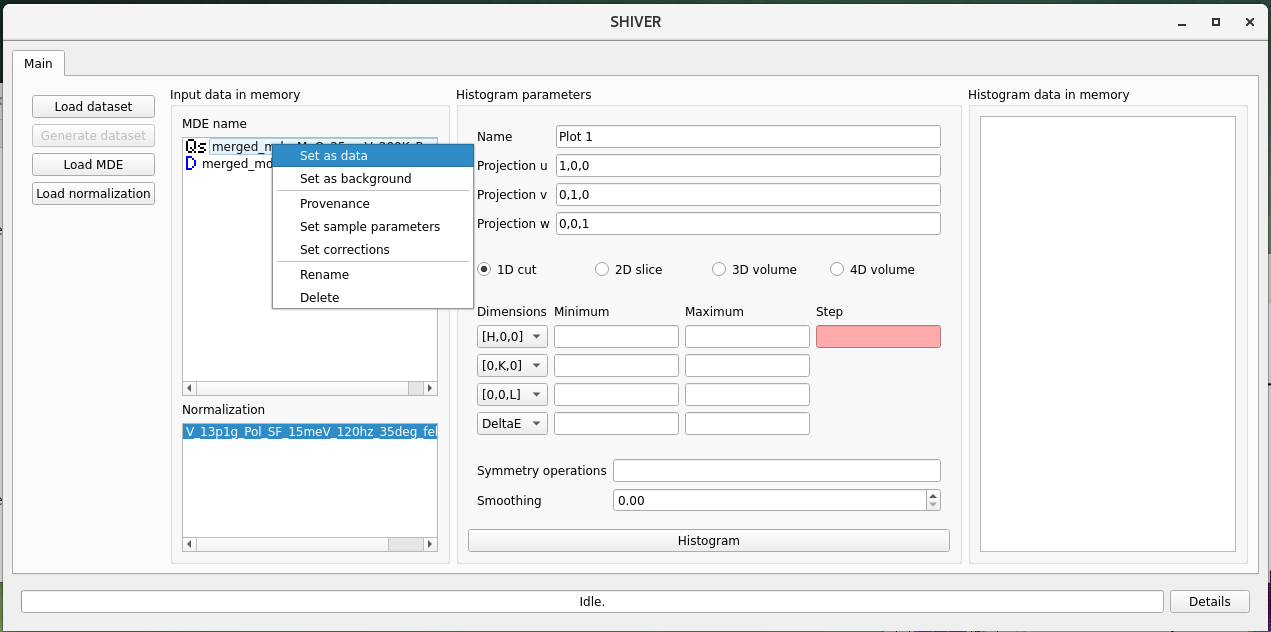 SHIVER
Main
Load dataset
Generate dataset
Load MDE
Load normalization
Input data in memory
MDE name
Qs merged_m
D merged_md
Set as data
Set as background
Provenance
Set sample parameters
Set corrections
Rename
Delete
Normalization
V_13p1g_Pol_SF_15meV_120hz_35deg_fe
Histogram parameters
Name Plot 1
Projection u 1,0,0
Projection v 0,1,0
Projection w 0,0,1
1D cut 2D slice 3D volume 4D volume
Dimensions Minimum Maximum Step
[H,0,0]
[0,K,0]
[0,0,L]
DeltaE
Symmetry operations
Smoothing 0.00
Histogram
Histogram data in memory
Idle.
Details